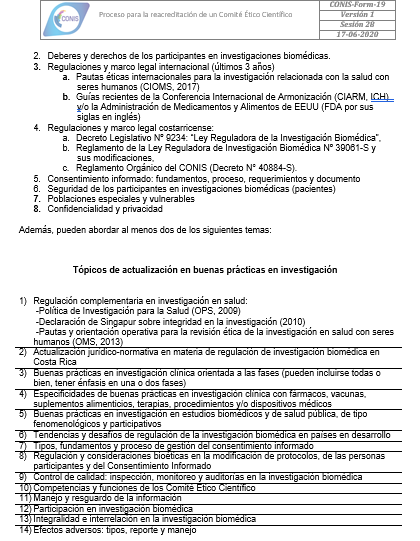 CONIS
Proceso para la reacreditación de un Comité Ético Científico
CONIS-Form-19
Versión 1
Sesión 28
17-06-2020
2. Deberes y derechos de los participantes en investigaciones biomédicas.
3. Regulaciones y marco legal internacional (últimos 3 años)
a. Pautas éticas internacionales para la investigación relacionada con la salud con
seres humanos (CIOMS, 2017)
b. Guías recientes de la Conferencia Internacional de Armonización (CIARM, ICH)
y/o la Administración de Medicamentos y Alimentos de EEUU (FDA por sus
siglas en inglés)
4. Regulaciones y marco legal costarricense:
a. Decreto Legislativo Nº 9234: "Ley Reguladora de la Investigación Biomédica",
b. Reglamento de la Ley Reguladora de Investigación Biomédica Nº 39061-S y
sus modificaciones,
c. Reglamento Orgánico del CONIS (Decreto N° 40884-S).
5. Consentimiento informado: fundamentos, proceso, requerimientos y documento
6. Seguridad de los participantes en investigaciones biomédicas (pacientes)
7. Poblaciones especiales y vulnerables
8. Confidencialidad y privacidad
Además, pueden abordar al menos dos de los siguientes temas:
Tópicos de actualización en buenas prácticas en investigación
1) Regulación complementaria en investigación en salud:
-Política de Investigación para la Salud (OPS, 2009)
-Declaración de Singapur sobre integridad en la investigación (2010)
-Pautas y orientación operativa para la revisión ética de la investigación en salud con seres
humanos (OMS, 2013)
2) Actualización jurídico-normativa en materia de regulación de investigación biomédica en
Costa Rica
3) Buenas prácticas en investigación clínica orientada a las fases (pueden incluirse todas o
bien, tener énfasis en una o dos fases)
4) Especificidades de buenas prácticas en investigación clínica con fármacos, vacunas,
suplementos alimenticios, terapias, procedimientos y/o dispositivos médicos
5) Buenas prácticas en investigación en estudios biomédicos y de salud pública, de tipo
fenomenológicos y participativos
6) Tendencias y desafíos de regulación de la investigación biomédica en países en desarrollo
7) Tipos, fundamentos y proceso de gestión del consentimiento informado
8) Regulación y consideraciones bioéticas en la modificación de protocolos, de las personas
participantes y del Consentimiento Informado
9) Control de calidad: inspección, monitoreo y auditorías en la investigación biomédica
10) Competencias y funciones de los Comité Ético Científico
11) Manejo y resguardo de la información
12) Participación en investigación biomédica
13) Integralidad e interrelación en la investigación biomédica
14) Efectos adversos: tipos, reporte y manejo